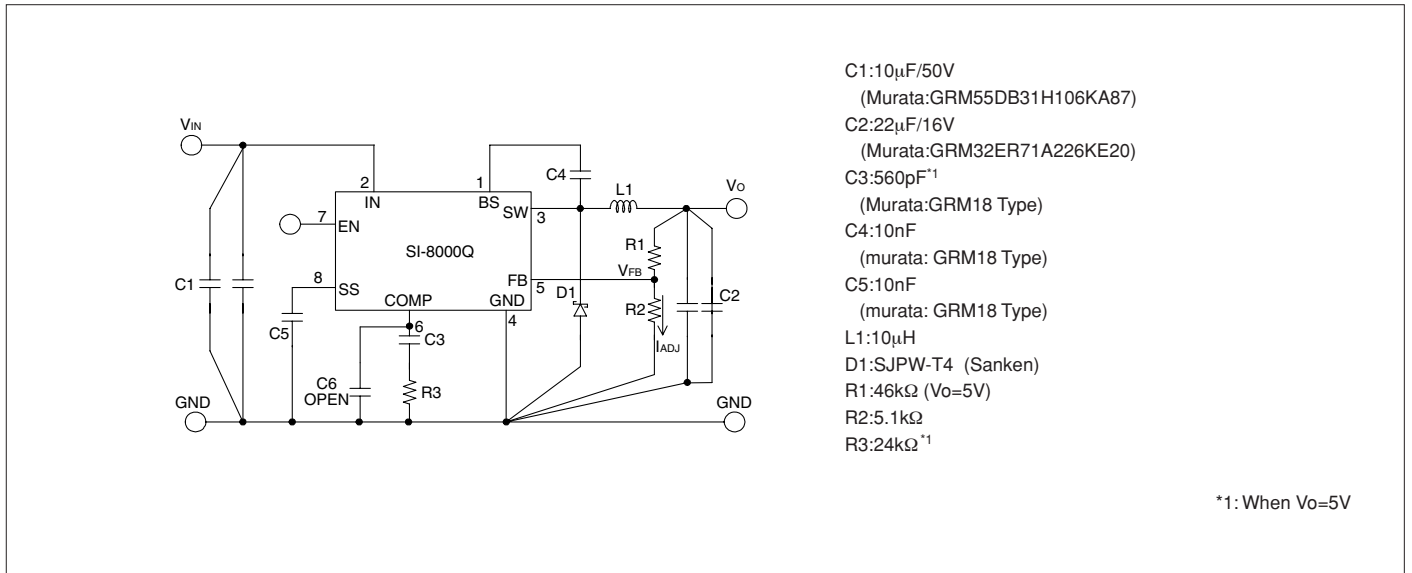 VIN
2
IN
1
BS
C4
SW
3
L1
VO
7
EN
SI-8000Q
R1
C1
8
SS
FB
5
VFB
D1
C2
COMP
GND
R2
4
C5
6
C3
IADJ
C6
OPEN
R3
GND
GND
C1:10μF/50V
(Murata:GRM55DB31H106KA87)
C2:22μF/16V
(Murata:GRM32ER71A226KE20)
C3:560pF*1
(Murata:GRM18 Type)
C4:10nF
(murata: GRM18 Type)
C5:10nF
(murata: GRM18 Type)
L1:10μH
D1:SJPW-T4 (Sanken)
R1:46kΩ (Vo=5V)
R2:5.1kΩ
R3:24kΩ*1
*1: When Vo=5V